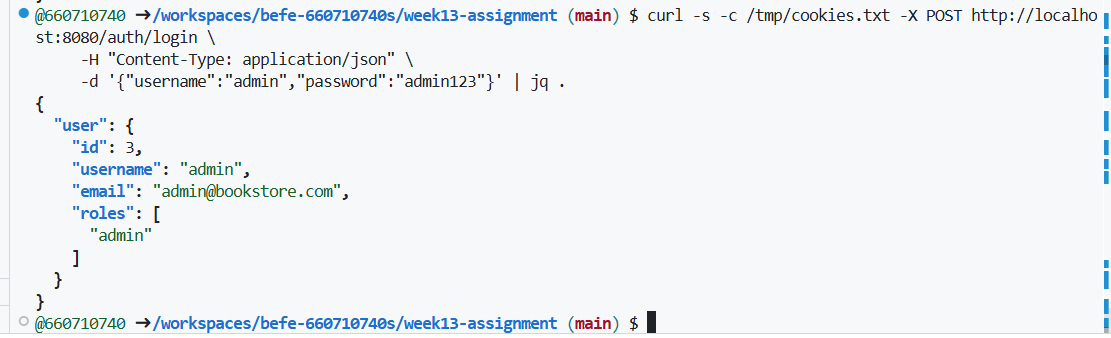 @660710740 ➜/workspaces/befe-660710740s/week13-assignment (main) $ curl -s -c /tmp/cookies.txt -X POST http://localho
st:8080/auth/login \
-H "Content-Type: application/json" \
-d '{"username":"admin","password":"admin123"}' | jq .
{
"user": {
"id": 3,
"username": "admin",
"email": "admin@bookstore.com",
"roles": [
"admin"
]
}
}
@660710740 ➜/workspaces/befe-660710740s/week13-assignment (main) $